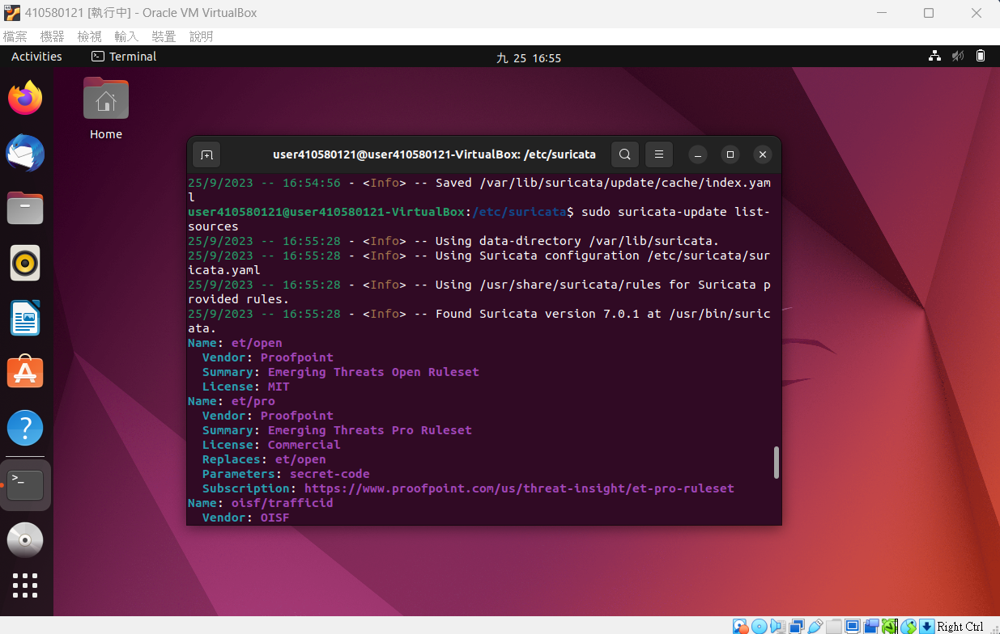 410580121 [執行中] - Oracle VM VirtualBox
檔案 機器 檢視 輸入 裝置 說明
Activities Terminal 九 25 16:55
Home
user410580121@user410580121-VirtualBox: /etc/suricata
25/9/2023 -- 16:54:56 - <Info> -- Saved /var/lib/suricata/update/cache/index.yam
l
user410580121@user410580121-VirtualBox:/etc/suricata$ sudo suricata-update list-
sources
25/9/2023 -- 16:55:28 - <Info> -- Using data-directory /var/lib/suricata.
25/9/2023 -- 16:55:28 - <Info> -- Using Suricata configuration /etc/suricata/sur
icata.yaml
25/9/2023 -- 16:55:28 - <Info> -- Using /usr/share/suricata/rules for Suricata p
rovided rules.
25/9/2023 -- 16:55:28 - <Info> -- Found Suricata version 7.0.1 at /usr/bin/suric
ata.
Name: et/open
Vendor: Proofpoint
Summary: Emerging Threats Open Ruleset
License: MIT
Name: et/pro
Vendor: Proofpoint
Summary: Emerging Threats Pro Ruleset
License: Commercial
Replaces: et/open
Parameters: secret-code
Subscription: https://www.proofpoint.com/us/threat-insight/et-pro-ruleset
Name: oisf/trafficid
Vendor: OISF
Right Ctrl